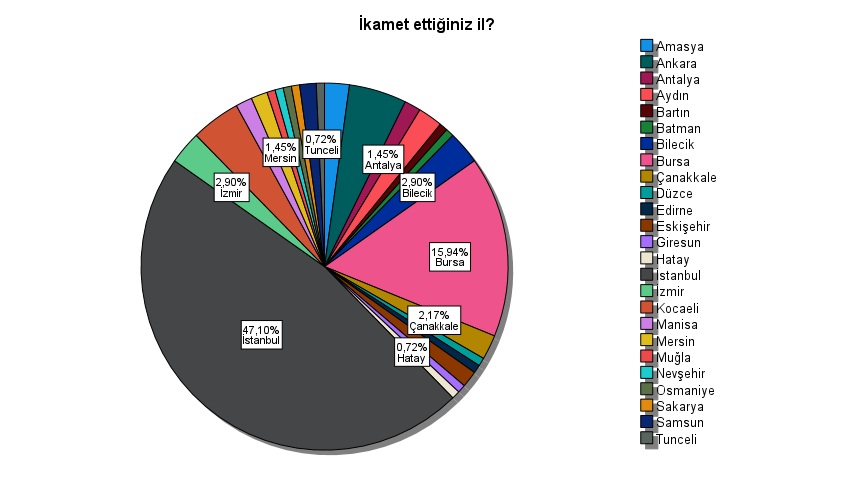 İkamet ettiğiniz il?
0,72%
Tunceli
1,45%
Mersin
1,45%
Antalya
2,90%
İzmir
2,90%
Bilecik
15,94%
Bursa
2,17%
Çanakkale
47,10%
İstanbul
0,72%
Hatay
Amasya
Ankara
Antalya
Aydın
Bartın
Batman
Bilecik
Bursa
Çanakkale
Düzce
Edirne
Eskişehir
Giresun
Hatay
İstanbul
İzmir
Kocaeli
Manisa
Mersin
Muğla
Nevşehir
Osmaniye
Sakarya
Samsun
Tunceli